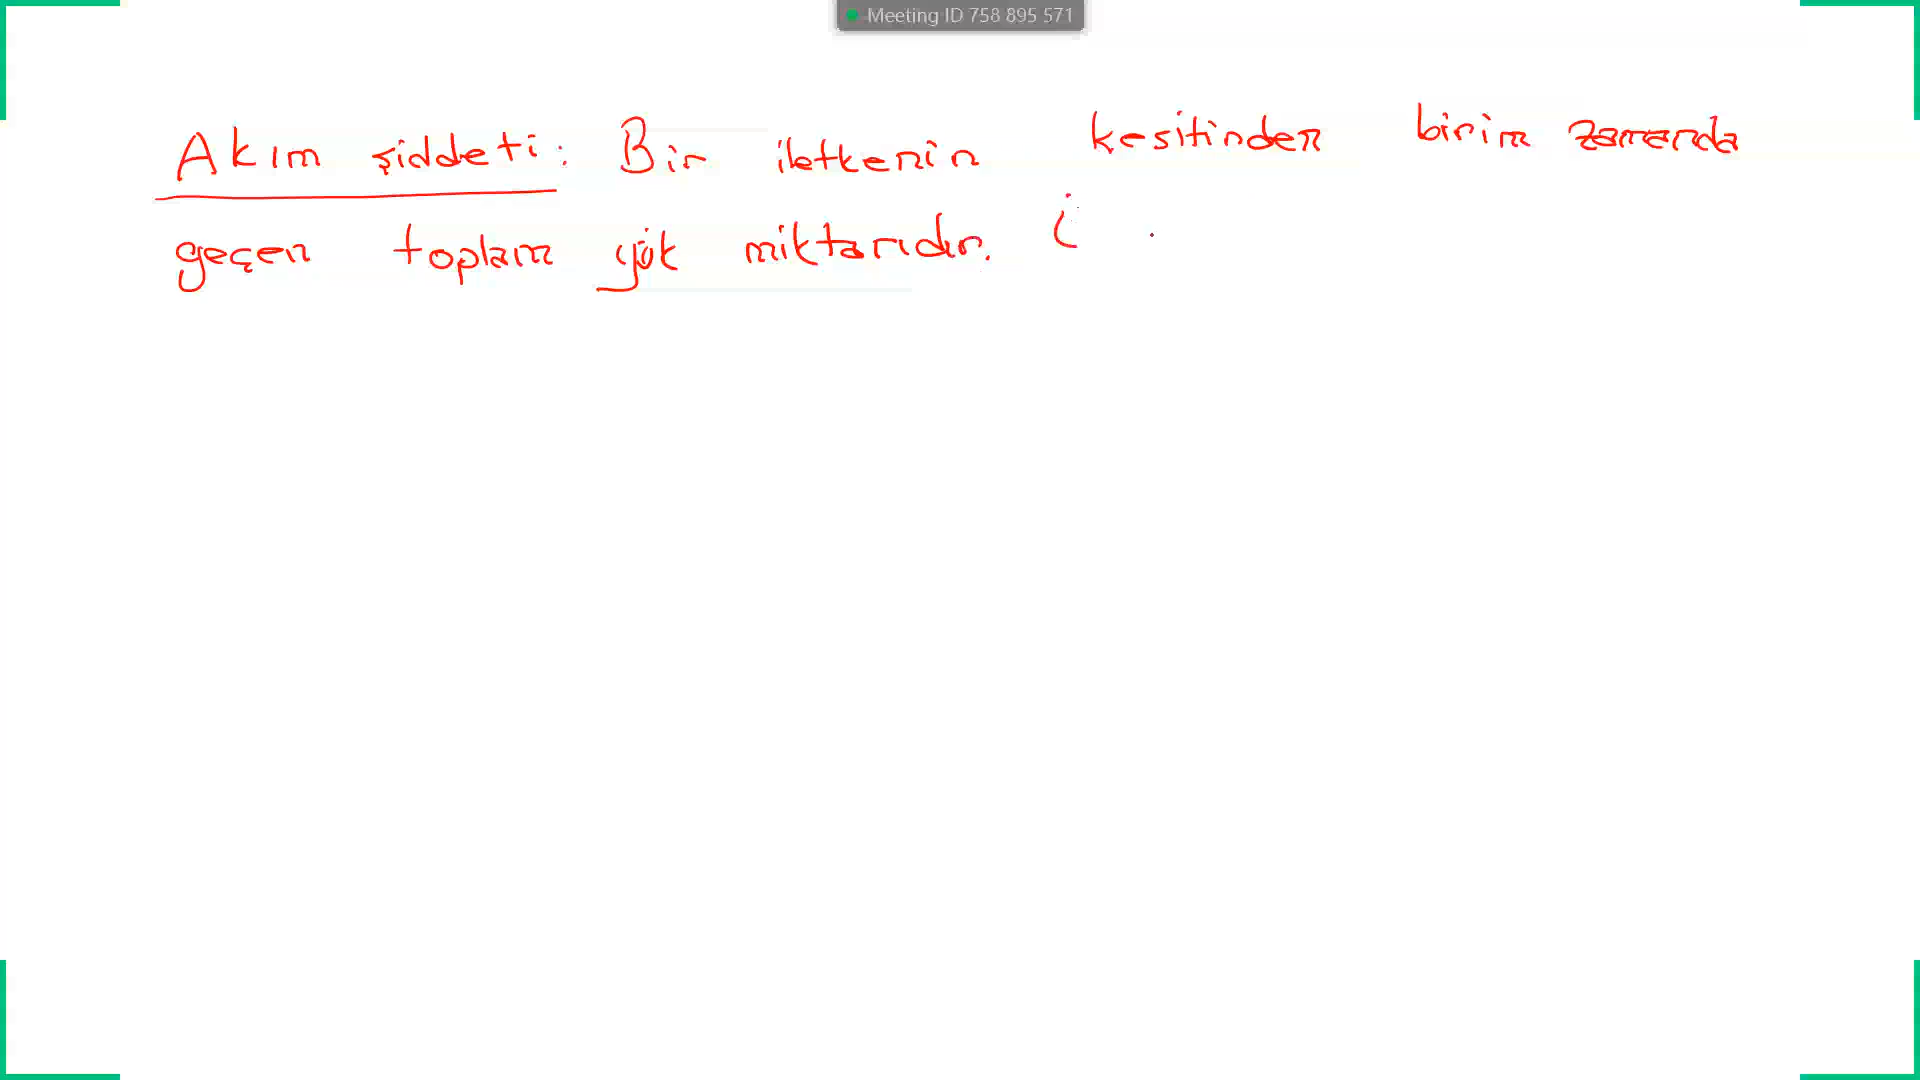 Meeting ID 758 895 571
Akım şiddeti: Bir iletkenin kesitinden birim zamanda
geçen toplam yük miktarıdır. i